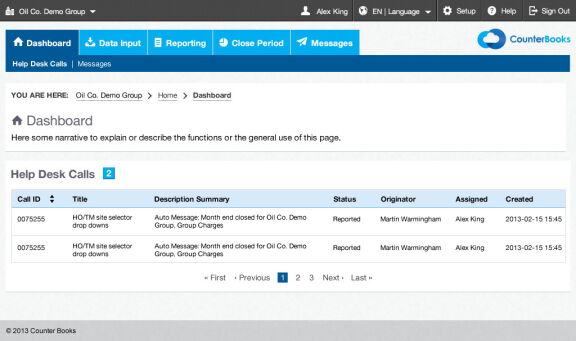 Oil Co. Demo Group Alex King EN | Language Setup Help Sign Out
Dashboard Data Input Reporting Close Period Messages CounterBooks
Help Desk Calls | Messages
YOU ARE HERE: Oil Co. Demo Group > Home > Dashboard
Dashboard
Here some narrative to explain or describe the functions or the general use of this page.
Help Desk Calls 2
Call ID Title Description Summary Status Originator Assigned Created
0075255 HO/TM site selector drop downs Auto Message: Month end closed for Oil Co. Demo Group, Group Charges Reported Martin Warmingham Alex King 2013-02-15 15:45
0075255 HO/TM site selector drop downs Auto Message: Month end closed for Oil Co. Demo Group, Group Charges Reported Martin Warmingham Alex King 2013-02-15 15:45
« First ‹ Previous 1 2 3 Next › Last »
© 2013 Counter Books